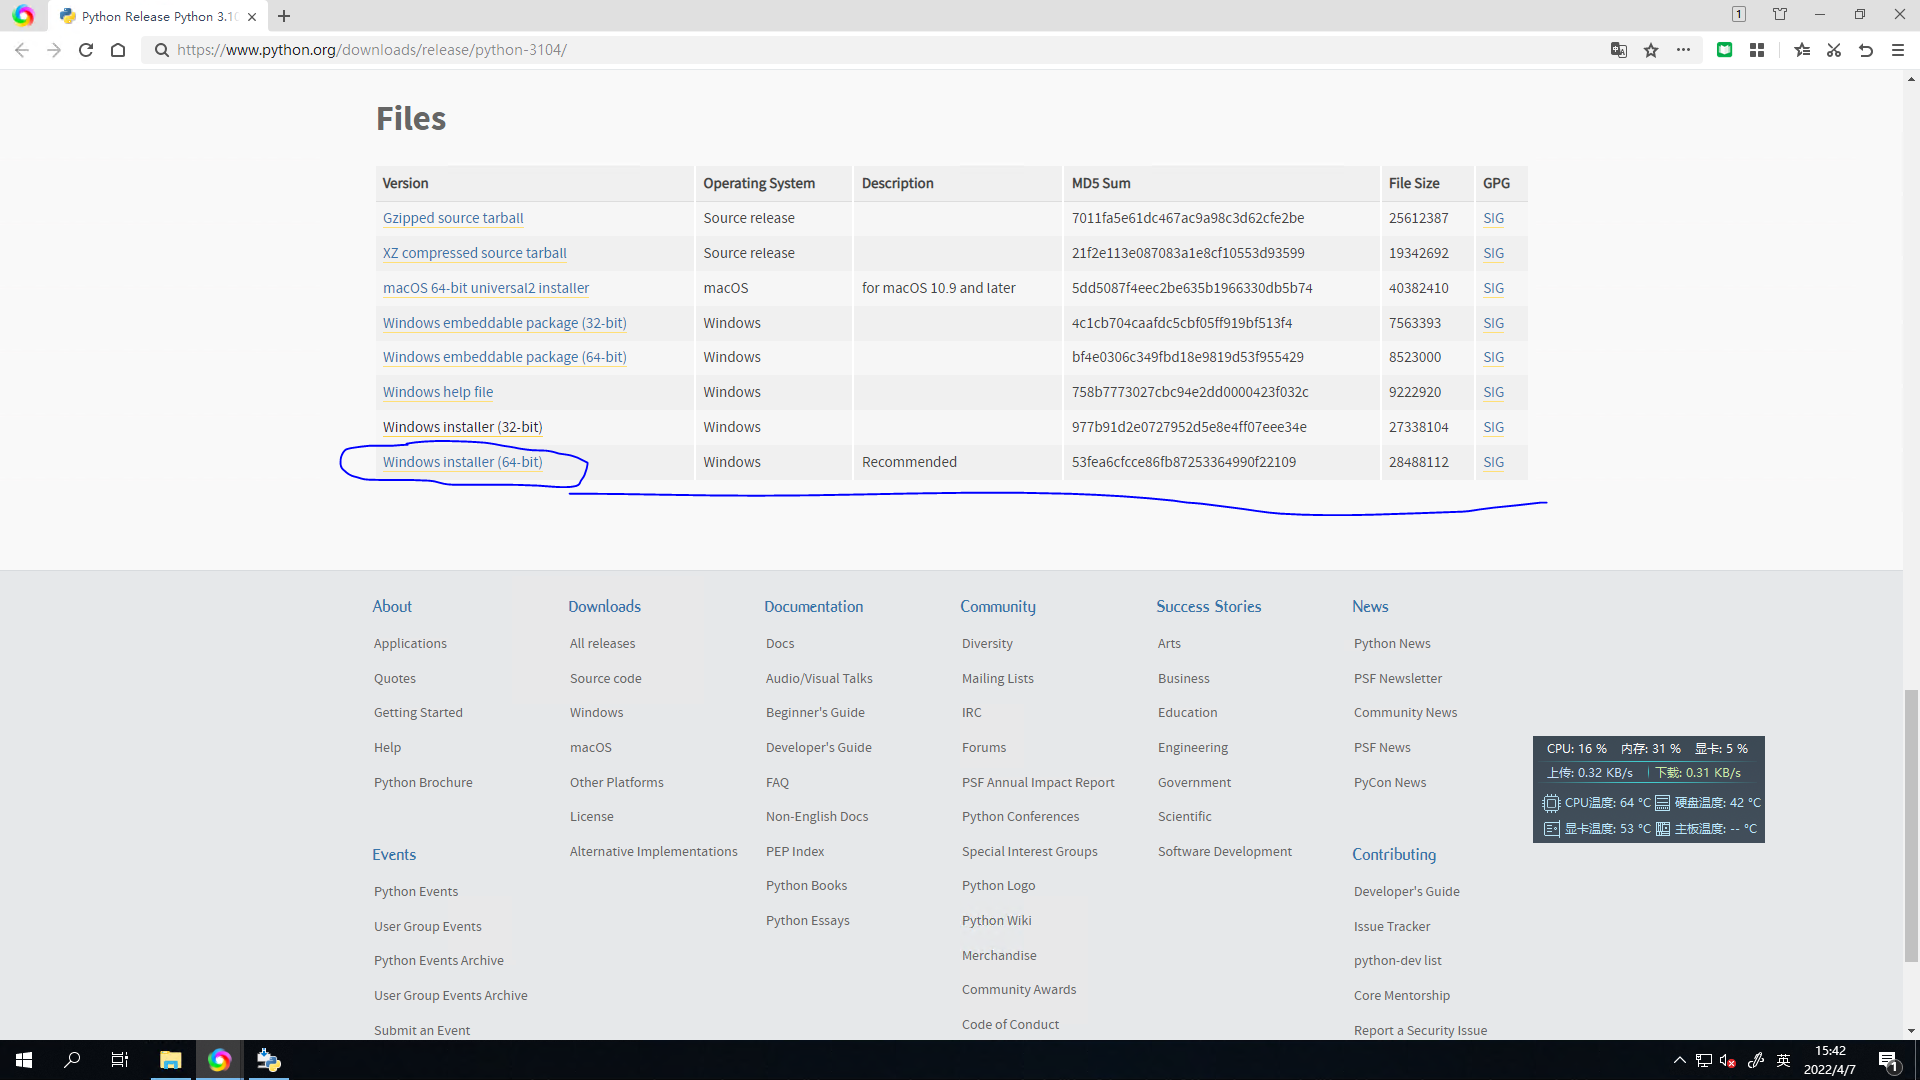 Python Release Python 3.10
1
https://www.python.org/downloads/release/python-3104/
Files
Version Operating System Description MD5 Sum File Size GPG
Gzipped source tarball Source release 7011fa5e61dc467ac9a98c3d62cfe2be 25612387 SIG
XZ compressed source tarball Source release 21f2e113e087083a1e8cf10553d93599 19342692 SIG
macOS 64-bit universal2 installer macOS for macOS 10.9 and later 5dd5087f4eec2be635b1966330db5b74 40382410 SIG
Windows embeddable package (32-bit) Windows 4c1cb704caafdc5cbf05ff919bf513f4 7563393 SIG
Windows embeddable package (64-bit) Windows bf4e0306c349fbd18e9819d53f955429 8523000 SIG
Windows help file Windows 758b7773027cbc94e2dd0000423f032c 9222920 SIG
Windows installer (32-bit) Windows 977b91d2e0727952d5e8e4ff07eee34e 27338104 SIG
Windows installer (64-bit) Windows Recommended 53fea6cfcce86fb87253364990f22109 28488112 SIG
About
Applications
Quotes
Getting Started
Help
Python Brochure
Events
Python Events
User Group Events
Python Events Archive
User Group Events Archive
Submit an Event
Downloads
All releases
Source code
Windows
macOS
Other Platforms
License
Alternative Implementations
Documentation
Docs
Audio/Visual Talks
Beginner's Guide
Developer's Guide
FAQ
Non-English Docs
PEP Index
Python Books
Python Essays
Community
Diversity
Mailing Lists
IRC
Forums
PSF Annual Impact Report
Python Conferences
Special Interest Groups
Python Logo
Python Wiki
Merchandise
Community Awards
Code of Conduct
Success Stories
Arts
Business
Education
Engineering
Government
Scientific
Software Development
News
Python News
PSF Newsletter
Community News
PSF News
PyCon News
Contributing
Developer's Guide
Issue Tracker
python-dev list
Core Mentorship
Report a Security Issue
CPU: 16 % 内存: 31 % 显卡: 5 %
上传: 0.32 KB/s 下载: 0.31 KB/s
CPU温度: 64 °C 硬盘温度: 42 °C
显卡温度: 53 °C 主板温度: -- °C
英
15:42
2022/4/7
1